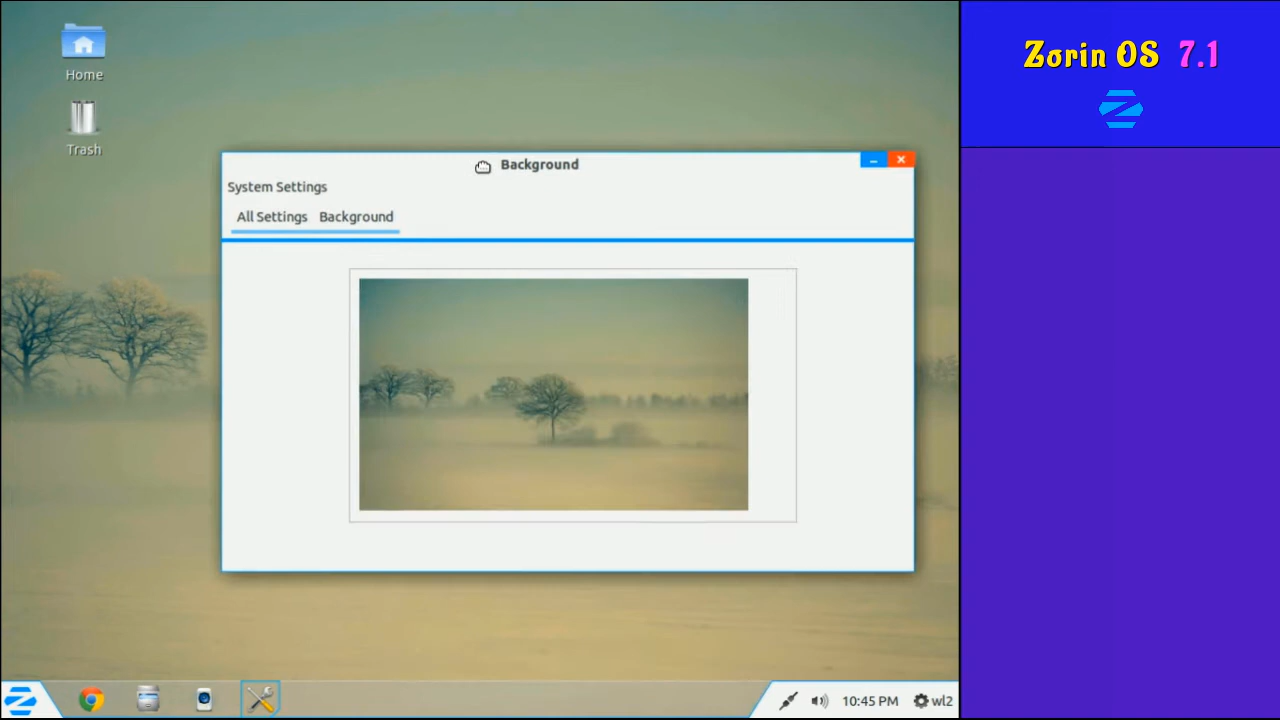 Home
Trash
Background
System Settings
All Settings Background
10:45 PM wl2
Zorin OS 7.1